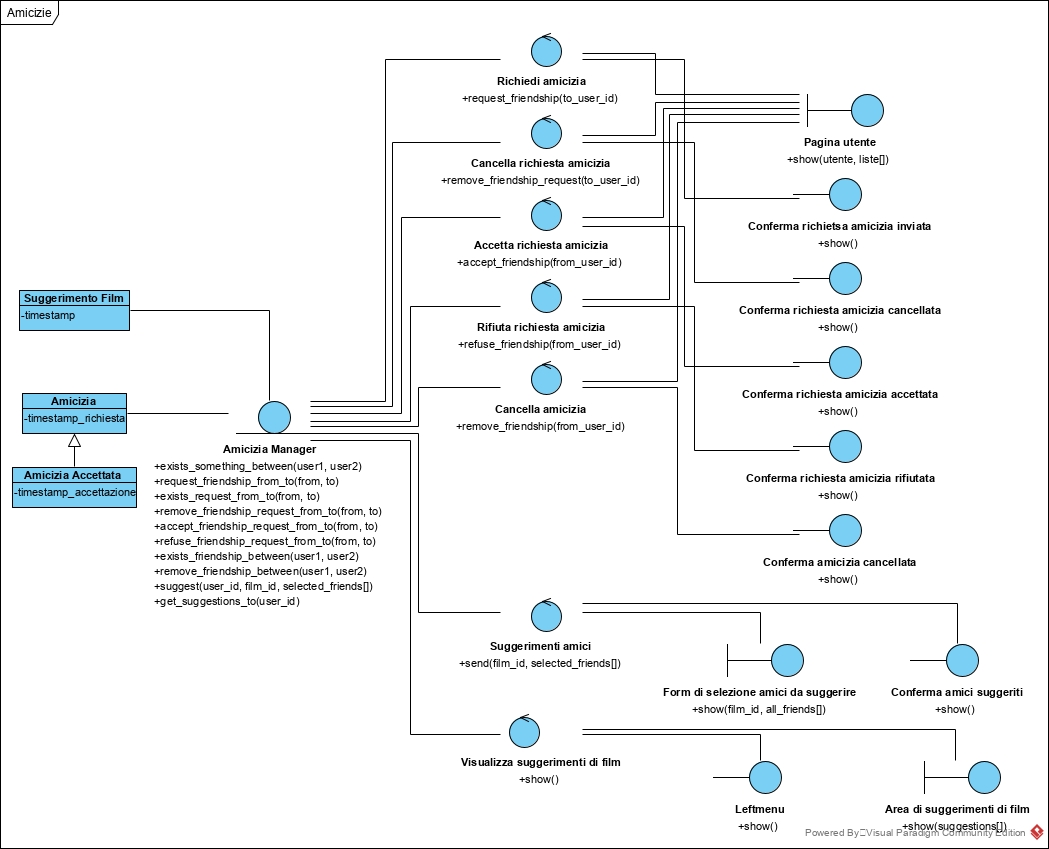 Amicizie
Richiedi amicizia
+request_friendship(to_user_id)
Pagina utente
+show(utente, liste[])
Cancella richiesta amicizia
+remove_friendship_request(to_user_id)
Conferma richietsa amicizia inviata
+show()
Accetta richiesta amicizia
+accept_friendship(from_user_id)
Conferma richiesta amicizia cancellata
+show()
Suggerimento Film
-timestamp
Rifiuta richiesta amicizia
+refuse_friendship(from_user_id)
Conferma richiesta amicizia accettata
+show()
Amicizia
-timestamp_richiesta
Cancella amicizia
+remove_friendship(from_user_id)
Amicizia Accettata
-timestamp_accettazione
Amicizia Manager
+exists_something_between(user1, user2)
+request_friendship_from_to(from, to)
+exists_request_from_to(from, to)
+remove_friendship_request_from_to(from, to)
+accept_friendship_request_from_to(from, to)
+refuse_friendship_request_from_to(from, to)
+exists_friendship_between(user1, user2)
+remove_friendship_between(user1, user2)
+suggest(user_id, film_id, selected_friends[])
+get_suggestions_to(user_id)
Conferma richiesta amicizia rifiutata
+show()
Conferma amicizia cancellata
+show()
Suggerimenti amici
+send(film_id, selected_friends[])
Form di selezione amici da suggerire
+show(film_id, all_friends[])
Conferma amici suggeriti
+show()
Visualizza suggerimenti di film
+show()
Leftmenu
+show()
Area di suggerimenti di film
+show(suggestions[])
Powered By Visual Paradigm Community Edition